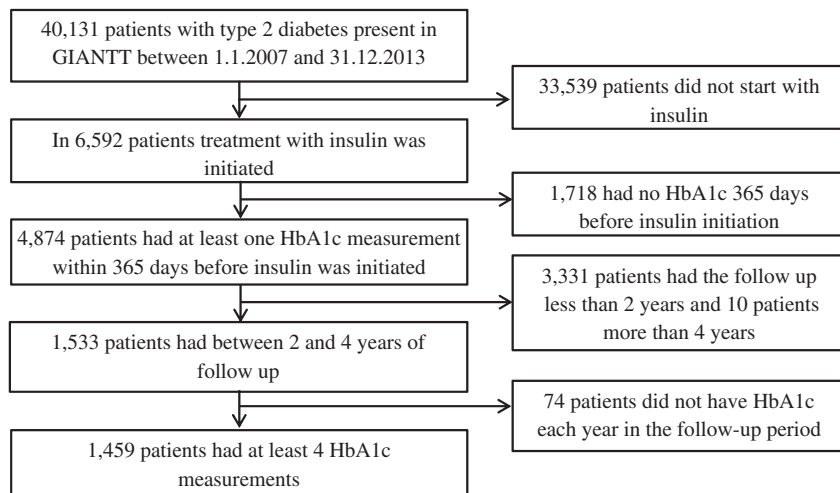 40,131 patients with type 2 diabetes present in
GIANTT between 1.1.2007 and 31.12.2013
33,539 patients did not start with
insulin
In 6,592 patients treatment with insulin was
initiated
1,718 had no HbA1c 365 days
before insulin initiation
4,874 patients had at least one HbA1c measurement
within 365 days before insulin was initiated
3,331 patients had the follow up
less than 2 years and 10 patients
more than 4 years
1,533 patients had between 2 and 4 years of
follow up
74 patients did not have HbA1c
each year in the follow-up period
1,459 patients had at least 4 HbA1c
measurements